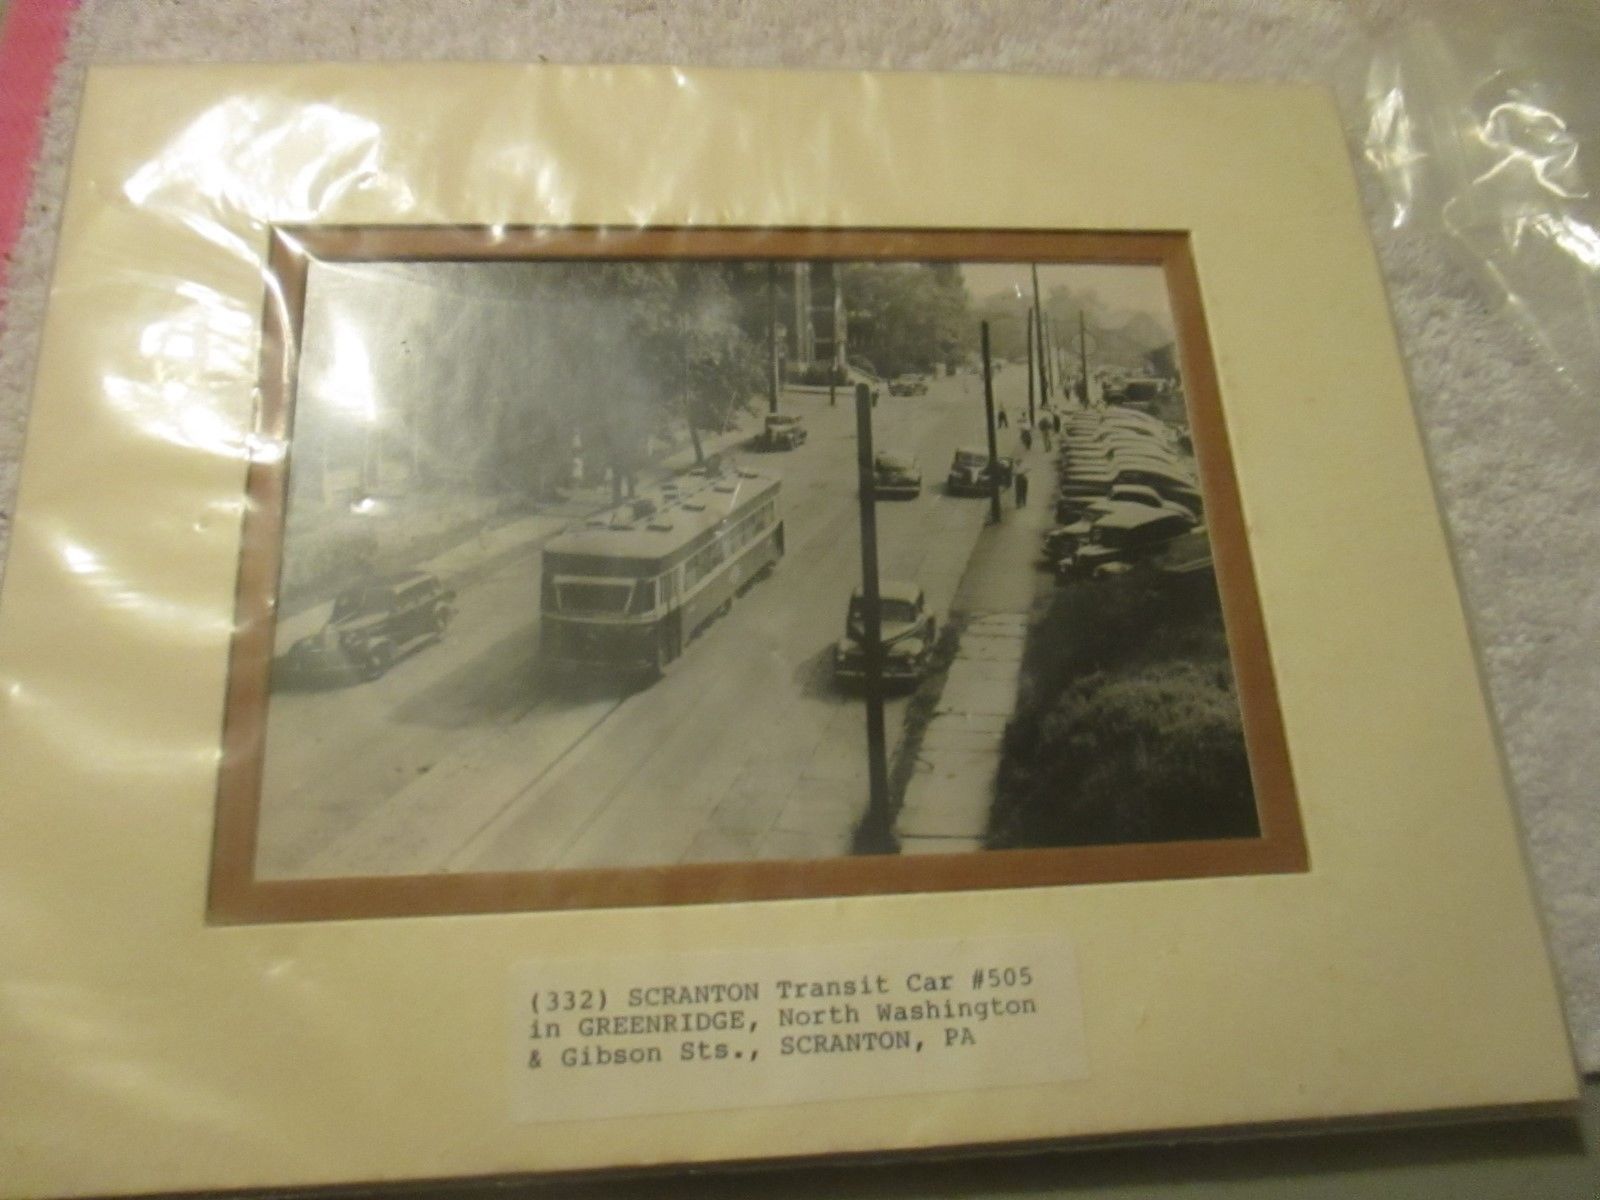 (332) SCRANTON Transit Car #505
in GREENRIDGE, North Washington
& Gibson Sts., SCRANTON, PA